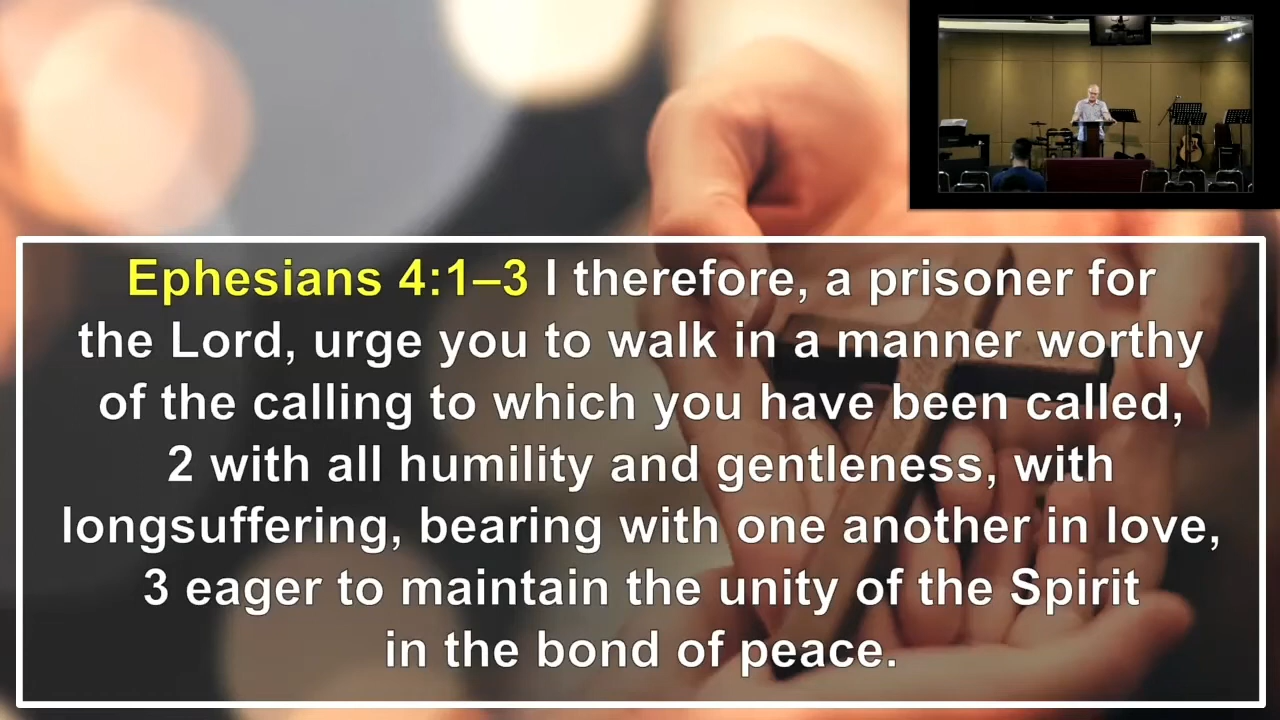 Ephesians 4:1–3 I therefore, a prisoner for
the Lord, urge you to walk in a manner worthy
of the calling to which you have been called,
2 with all humility and gentleness, with
longsuffering, bearing with one another in love,
3 eager to maintain the unity of the Spirit
in the bond of peace.